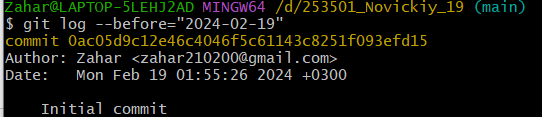 Zahar@LAPTOP-5LEHJ2AD MINGW64 /d/253501_Novickiy_19 (main)
$ git log --before="2024-02-19"
commit 0ac05d9c12e46c4046f5c61143c8251f093efd15
Author: Zahar <zahar210200@gmail.com>
Date:   Mon Feb 19 01:55:26 2024 +0300
    Initial commit